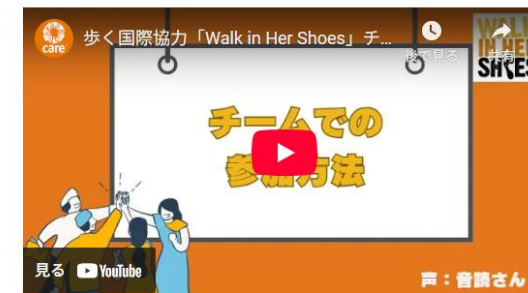 care
歩く国際協力「Walk in Her Shoes」チ...
後で見る
共有
WALK
IN HER
SHOES
チームでの
参加方法
見る YouTube
声：音読さん